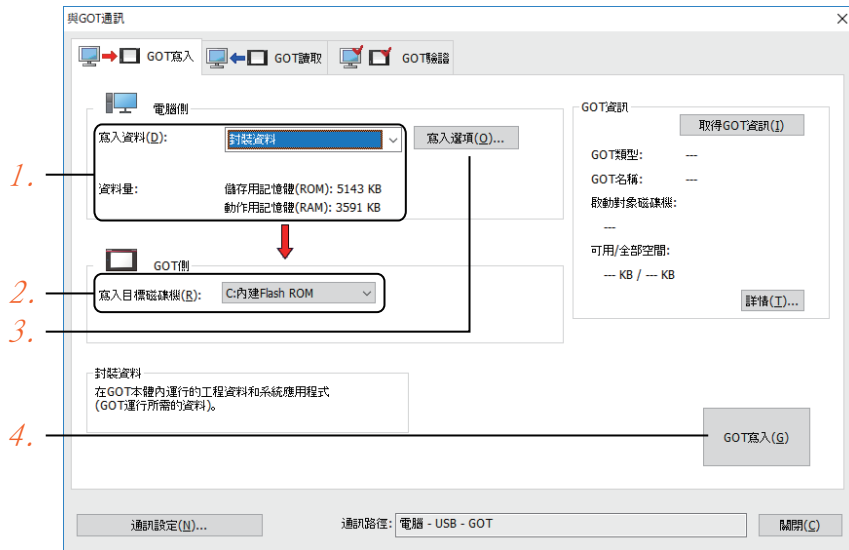 與GOT通訊
GOT寫入
GOT讀取
GOT驗證
電腦側
寫入資料(D):
封裝資料
寫入選項(O)...
1.
資料量:
儲存用記憶體(ROM): 5143 KB
動作用記憶體(RAM): 3591 KB
GOT側
2.
寫入目標磁碟機(R):
C:內建Flash ROM
3.
GOT資訊
取得GOT資訊(I)
GOT類型:
---
GOT名稱:
---
啟動對象磁碟機:
---
可用/全部空間:
--- KB / --- KB
詳情(T)...
封裝資料
在GOT本體內運行的工程資料和系統應用程式
(GOT運行所需的資料)。
4.
GOT寫入(G)
通訊設定(N)...
通訊路徑:
電腦 - USB - GOT
關閉(C)